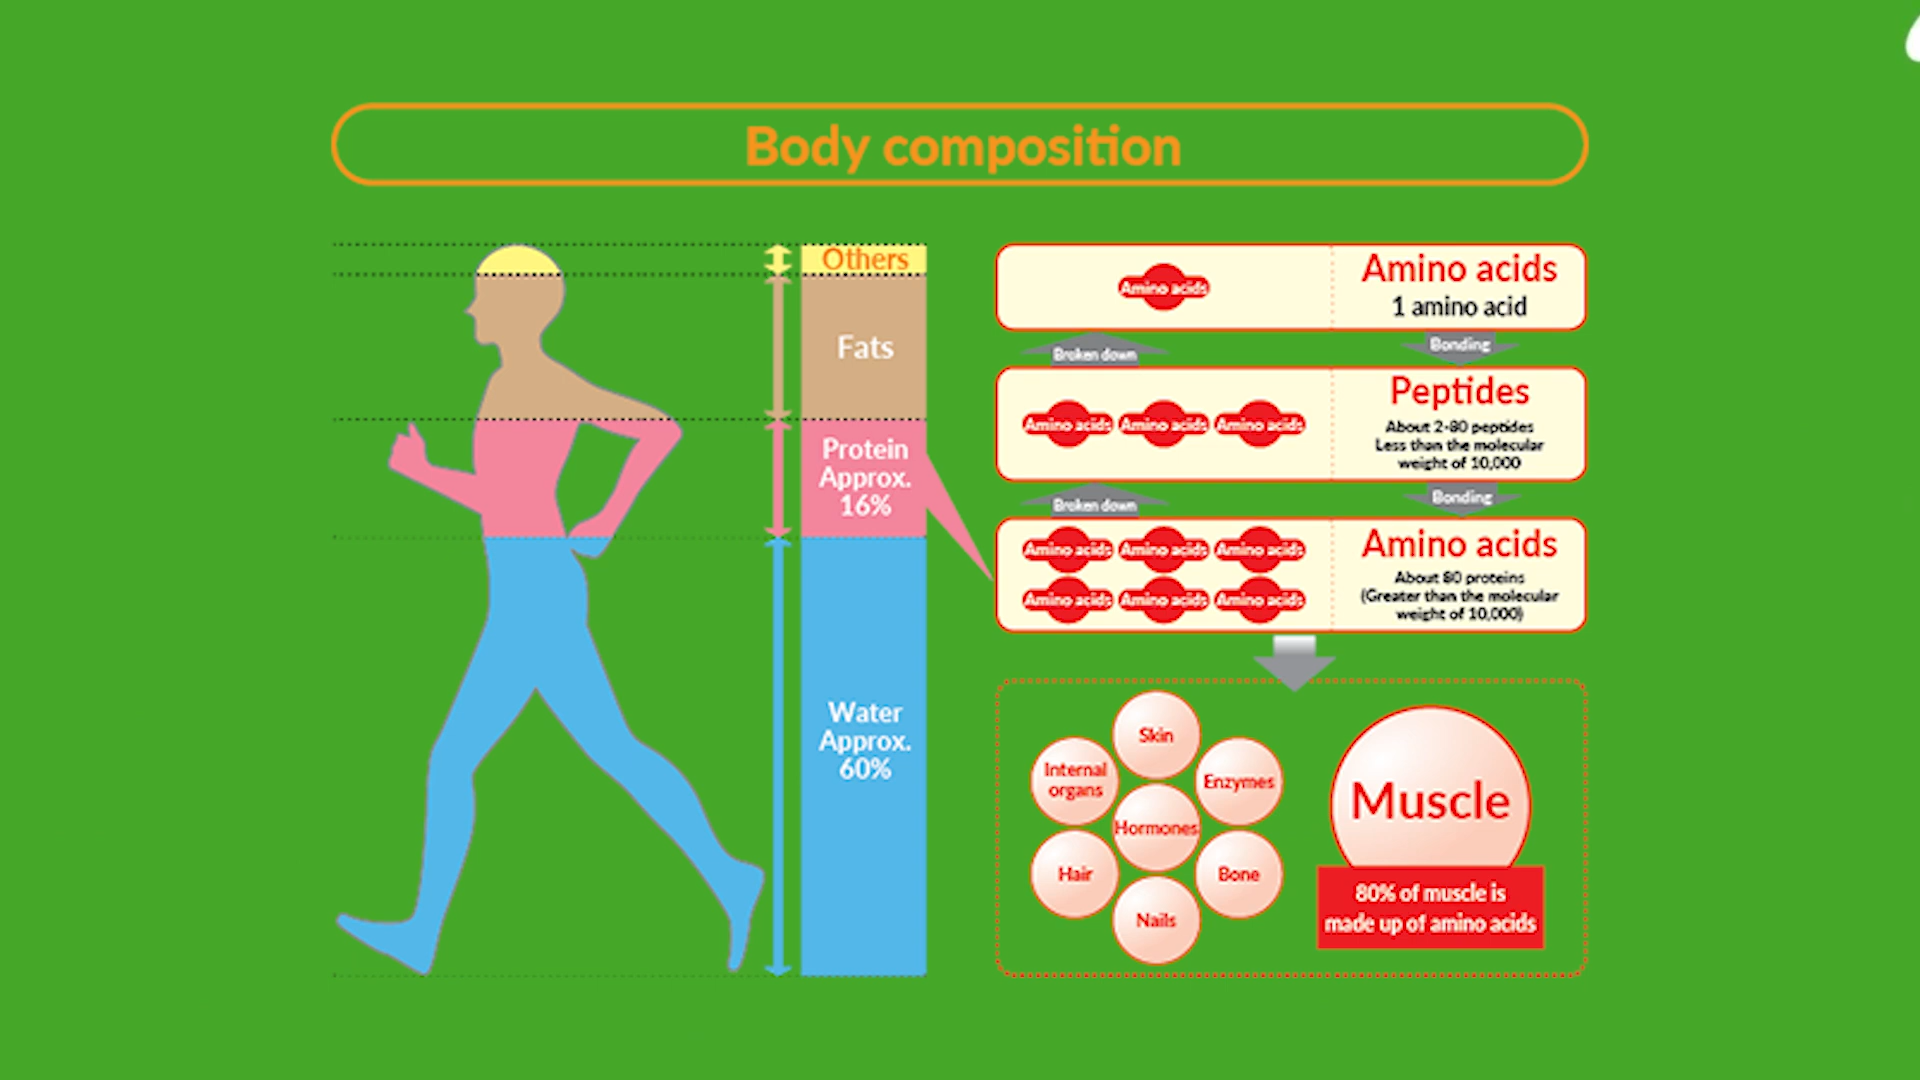 Body composition
Others
Fats
Protein
Approx.
16%
Water
Approx.
60%
Amino acids
Amino acids
1 amino acid
Broken down
Bonding
Amino acids Amino acids Amino acids
Peptides
About 2-80 peptides
Less than the molecular
weight of 10,000
Broken down
Bonding
Amino acids Amino acids Amino acids
Amino acids Amino acids Amino acids
Amino acids
About 80 proteins
(Greater than the molecular
weight of 10,000)
Skin
Internal
organs
Enzymes
Hormones
Hair
Bone
Nails
Muscle
80% of muscle is
made up of amino acids